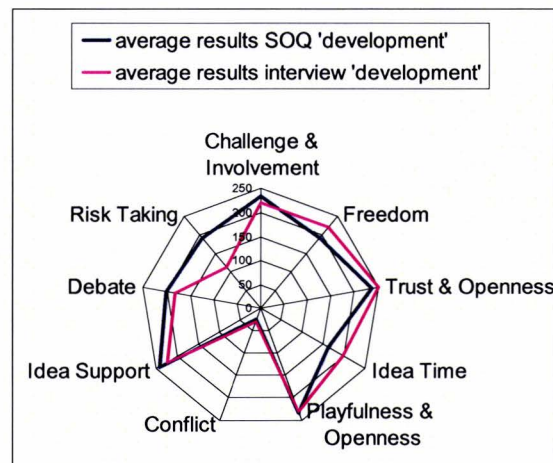 average results SOQ 'development'
average results interview 'development'
Challenge &
Involvement
250
200
150
100
50
0
Freedom
Trust & Openness
Idea Time
Playfulness &
Openness
Conflict
Idea Support
Debate
Risk Taking